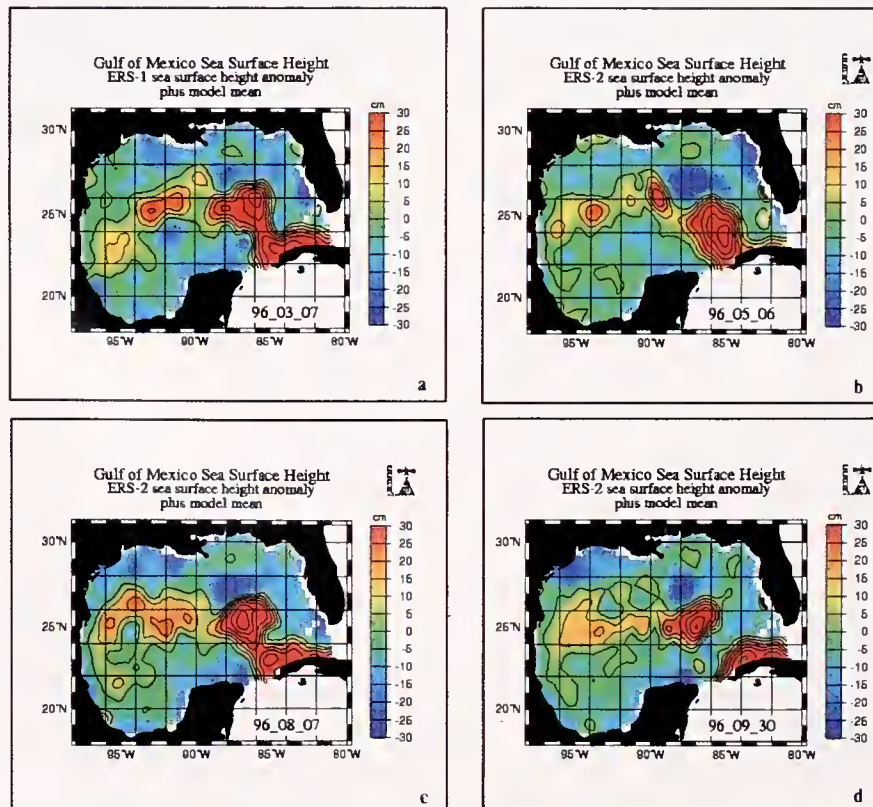 Gulf of Mexico Sea Surface Height
ERS-1 sea surface height anomaly
plus model mean
cm
30
25
20
15
10
5
0
-5
-10
-15
-20
-25
-30
30°N
25°N
20°N
95°W
90°W
85°W
80°W
96_03_07
a
Gulf of Mexico Sea Surface Height
ERS-2 sea surface height anomaly
plus model mean
cm
30
25
20
15
10
5
0
-5
-10
-15
-20
-25
-30
30°N
25°N
20°N
95°W
90°W
85°W
80°W
96_05_06
b
Gulf of Mexico Sea Surface Height
ERS-2 sea surface height anomaly
plus model mean
cm
30
25
20
15
10
5
0
-5
-10
-15
-20
-25
-30
30°N
25°N
20°N
95°W
90°W
85°W
80°W
96_08_07
c
Gulf of Mexico Sea Surface Height
ERS-2 sea surface height anomaly
plus model mean
cm
30
25
20
15
10
5
0
-5
-10
-15
-20
-25
-30
30°N
25°N
20°N
95°W
90°W
85°W
80°W
96_09_30
d